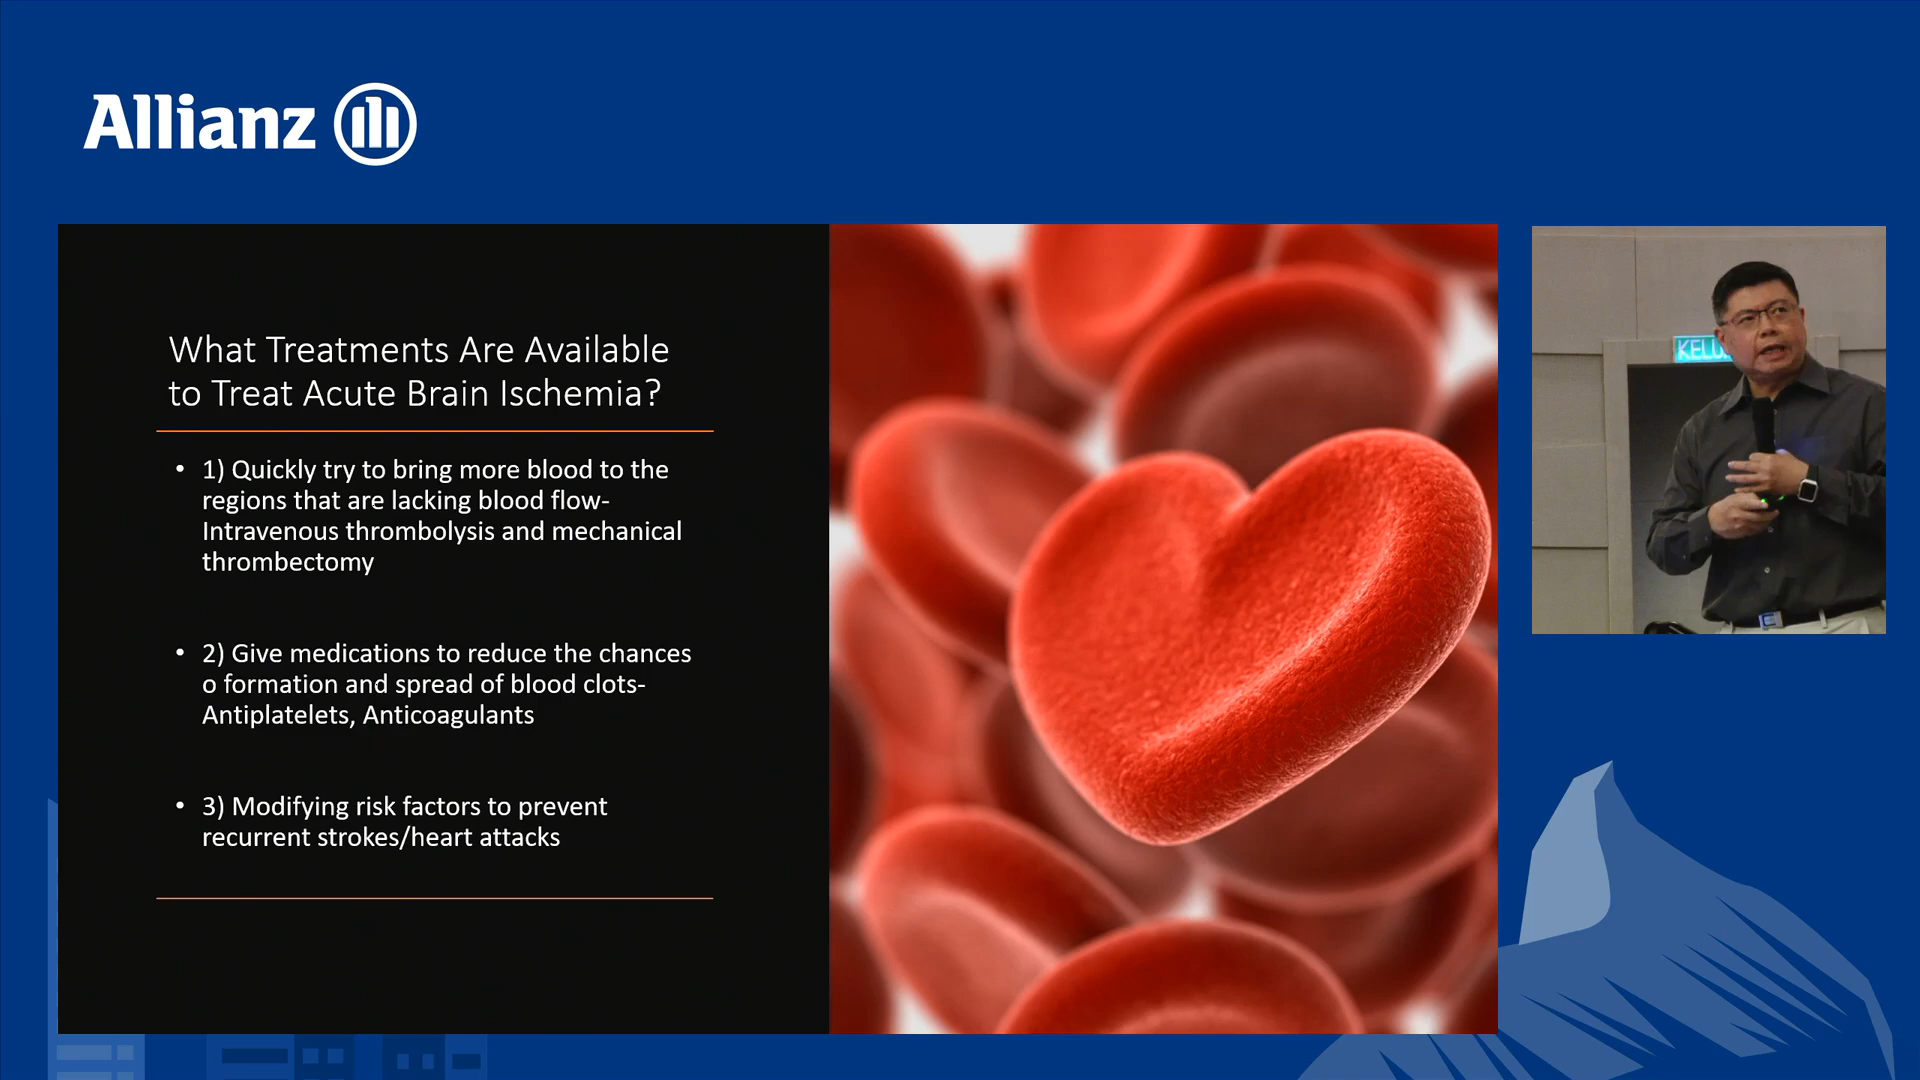 Allianz
What Treatments Are Available
to Treat Acute Brain Ischemia?
• 1) Quickly try to bring more blood to the
regions that are lacking blood flow-
Intravenous thrombolysis and mechanical
thrombectomy
• 2) Give medications to reduce the chances
o formation and spread of blood clots-
Antiplatelets, Anticoagulants
• 3) Modifying risk factors to prevent
recurrent strokes/heart attacks